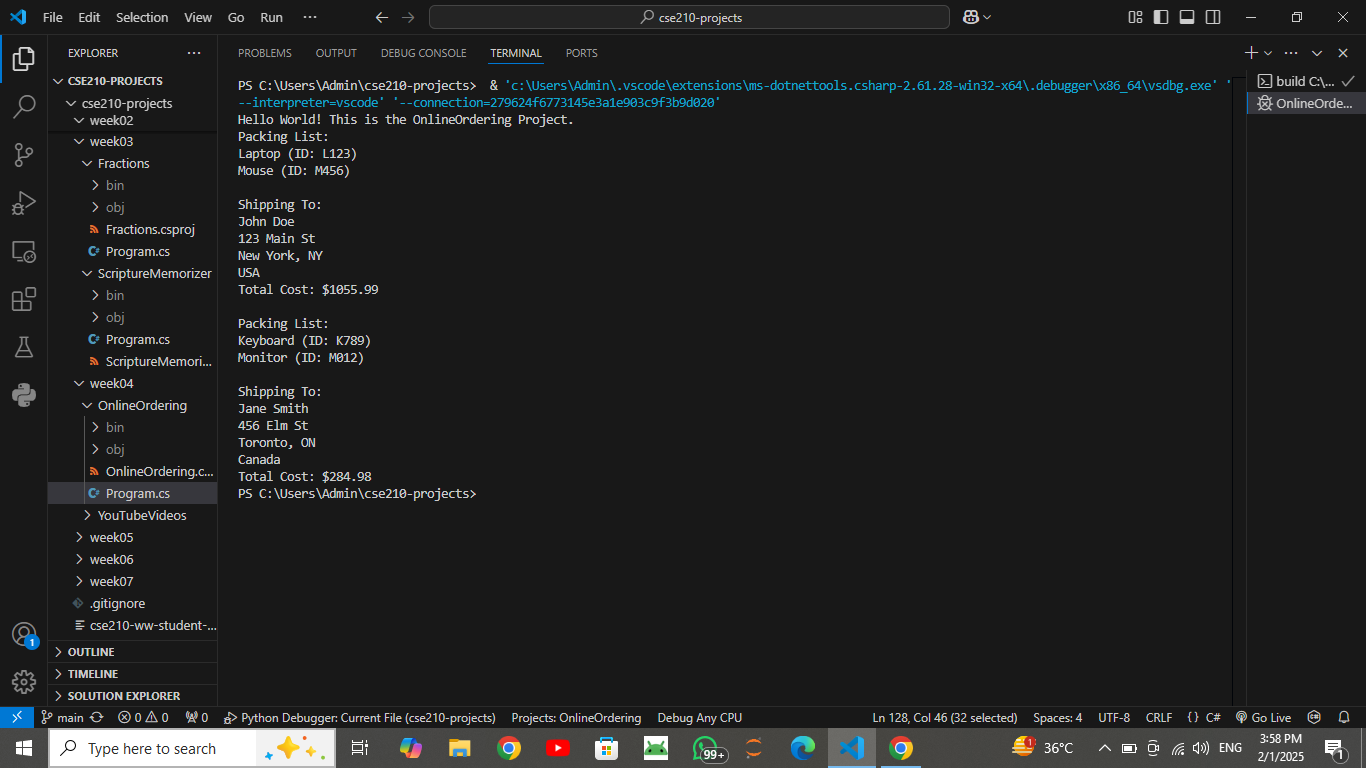 File Edit Selection View Go Run ··· cse210-projects
EXPLORER ···
CSE210-PROJECTS
cse210-projects
week02
week03
Fractions
bin
obj
Fractions.csproj
Program.cs
ScriptureMemorizer
bin
obj
Program.cs
ScriptureMemori...
week04
OnlineOrdering
bin
obj
OnlineOrdering.c...
Program.cs
YouTubeVideos
week05
week06
week07
.gitignore
cse210-ww-student-...
OUTLINE
TIMELINE
SOLUTION EXPLORER
1
PROBLEMS OUTPUT DEBUG CONSOLE TERMINAL PORTS
PS C:\Users\Admin\cse210-projects>  & 'c:\Users\Admin\.vscode\extensions\ms-dotnettools.csharp-2.61.28-win32-x64\.debugger\x86_64\vsdbg.exe' '
--interpreter=vscode' '--connection=279624f6773145e3a1e903c9f3b9d020'
Hello World! This is the OnlineOrdering Project.
Packing List:
Laptop (ID: L123)
Mouse (ID: M456)
Shipping To:
John Doe
123 Main St
New York, NY
USA
Total Cost: $1055.99
Packing List:
Keyboard (ID: K789)
Monitor (ID: M012)
Shipping To:
Jane Smith
456 Elm St
Toronto, ON
Canada
Total Cost: $284.98
PS C:\Users\Admin\cse210-projects>
build C:\...
OnlineOrde...
main 0 0 0 Python Debugger: Current File (cse210-projects) Projects: OnlineOrdering Debug Any CPU Ln 128, Col 46 (32 selected) Spaces: 4 UTF-8 CRLF {} C# Go Live
Type here to search 99+ 1 36°C ENG 3:58 PM
2/1/2025 1